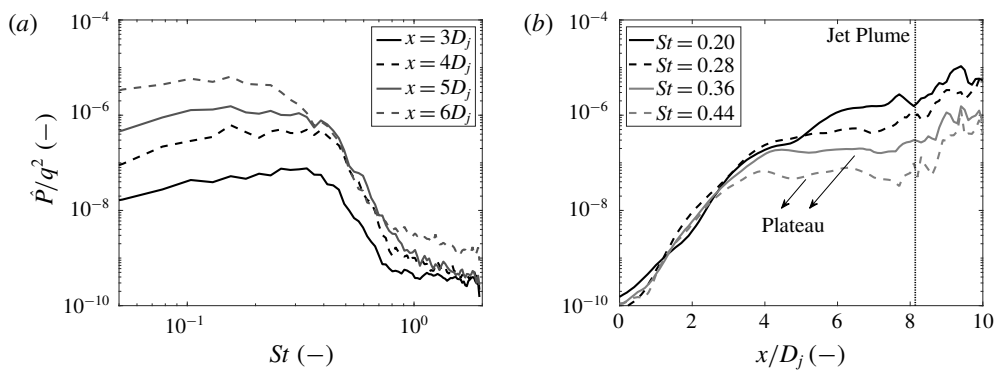 (a)
10^{-4}
10^{-6}
10^{-8}
10^{-10}
\hat{P}/q^2 (–)
x = 3D_j
x = 4D_j
x = 5D_j
x = 6D_j
10^{-1}
10^0
St (–)
(b)
10^{-4}
10^{-6}
10^{-8}
10^{-10}
St = 0.20
St = 0.28
St = 0.36
St = 0.44
Jet Plume
Plateau
0 2 4 6 8 10
x/D_j (–)